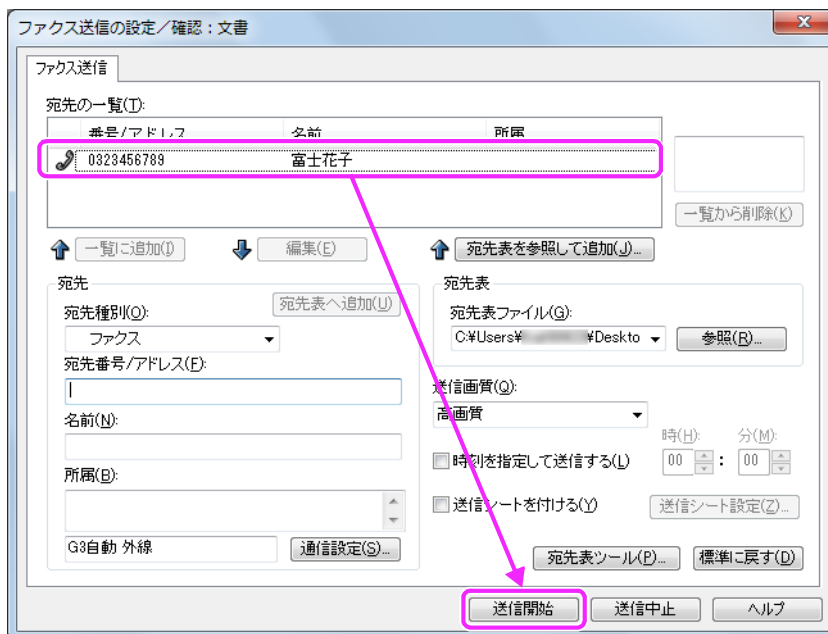 ファクス送信の設定／確認：文書
ファクス送信
宛先の一覧(T):
番号/アドレス 名前 所属
0323456789 富士花子
一覧から削除(K)
一覧に追加(I) 編集(E) 宛先表を参照して追加(J)...
宛先 宛先表へ追加(U)
宛先種別(O):
ファクス
宛先番号/アドレス(F):
名前(N):
所属(B):
G3自動 外線 通信設定(S)...
宛先表
宛先表ファイル(G):
C:¥Users¥ ¥Deskto 参照(R)...
送信画質(Q):
高画質
時(H): 分(M):
時刻を指定して送信する(L) 00 : 00
送信シートを付ける(Y) 送信シート設定(Z)...
宛先表ツール(P)... 標準に戻す(D)
送信開始 送信中止 ヘルプ